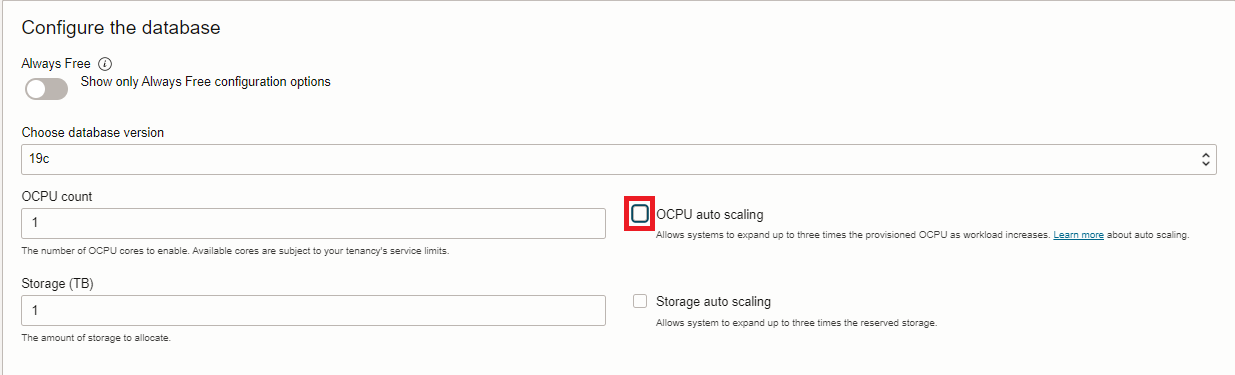 Configure the database
Always Free
Show only Always Free configuration options
Choose database version
19c
OCPU count
1
OCPU auto scaling
Allows systems to expand up to three times the provisioned OCPU as workload increases. Learn more about auto scaling.
The number of OCPU cores to enable. Available cores are subject to your tenancy's service limits.
Storage (TB)
1
Storage auto scaling
Allows system to expand up to three times the reserved storage.
The amount of storage to allocate.